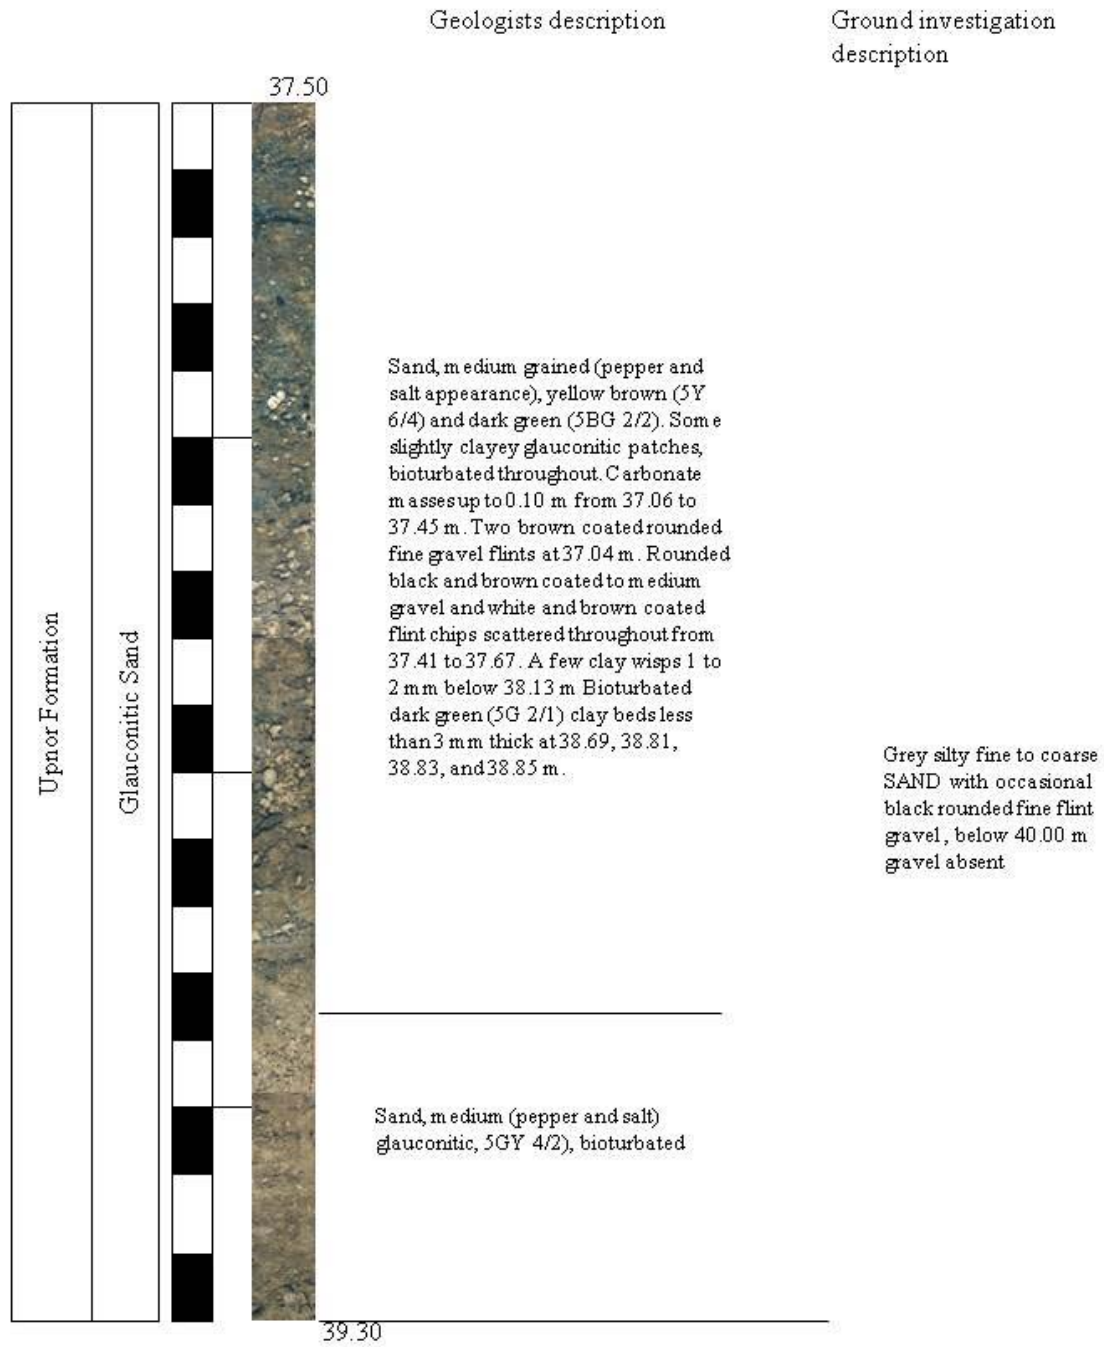 Geologists description
Ground investigation
description
37.50
Upnor Formation
Glauconitic Sand
Sand, medium grained (pepper and
salt appearance), yellow brown (5Y
6/4) and dark green (5BG 2/2). Some
slightly clayey glauconitic patches,
bioturbated throughout. Carbonate
masses up to 0.10 m from 37.06 to
37.45 m. Two brown coated rounded
fine gravel flints at 37.04 m. Rounded
black and brown coated to medium
gravel and white and brown coated
flint chips scattered throughout from
37.41 to 37.67. A few clay wisps 1 to
2 mm below 38.13 m Bioturbated
dark green (5G 2/1) clay beds less
than 3 mm thick at 38.69, 38.81,
38.83, and 38.85 m.
Grey silty fine to coarse
SAND with occasional
black rounded fine flint
gravel, below 40.00 m
gravel absent
Sand, medium (pepper and salt)
glauconitic, 5GY 4/2), bioturbated
39.30